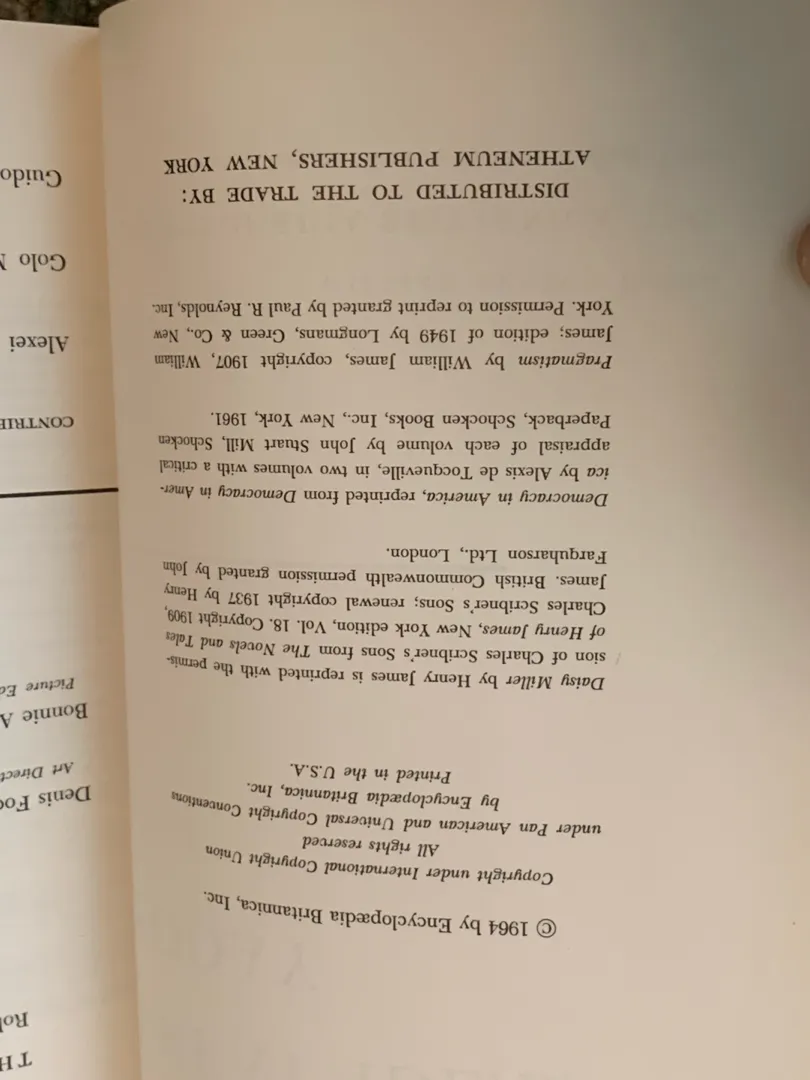 © 1964 by Encyclopædia Britannica, Inc.
Copyright under International Copyright Union
All rights reserved
under Pan American and Universal Copyright Conventions
by Encyclopædia Britannica, Inc.
Printed in the U.S.A.
Daisy Miller by Henry James is reprinted with the permis-
sion of Charles Scribner's Sons from The Novels and Tales
of Henry James, New York edition, Vol. 18. Copyright 1909,
Charles Scribner's Sons; renewal copyright 1937 by Henry
James. British Commonwealth permission granted by John
Farquharson Ltd., London.
Democracy in America, reprinted from Democracy in Amer-
ica by Alexis de Tocqueville, in two volumes with a critical
appraisal of each volume by John Stuart Mill, Schocken
Paperback, Schocken Books, Inc., New York, 1961.
Pragmatism by William James, copyright 1907, William
James; edition of 1949 by Longmans, Green & Co., New
York. Permission to reprint granted by Paul R. Reynolds, Inc.
DISTRIBUTED TO THE TRADE BY:
ATHENEUM PUBLISHERS, NEW YORK
Denis
Art
Bonnie A
Picture
Alexei
Golo
Guido